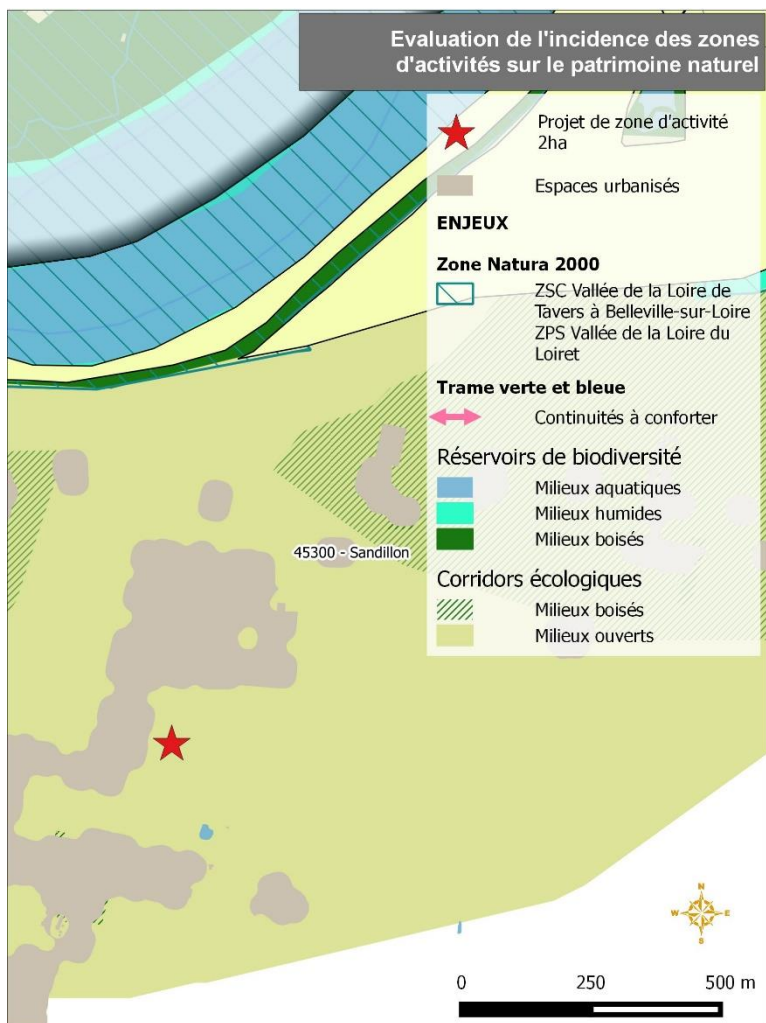 Evaluation de l'incidence des zones
d'activités sur le patrimoine naturel
Projet de zone d'activité
2ha
Espaces urbanisés
ENJEUX
Zone Natura 2000
ZSC Vallée de la Loire de
Tavers à Belleville-sur-Loire
ZPS Vallée de la Loire du
Loiret
Trame verte et bleue
Continuités à conforter
Réservoirs de biodiversité
Milieux aquatiques
Milieux humides
Milieux boisés
Corridors écologiques
Milieux boisés
Milieux ouverts
45300 - Sandillon
N
W E
S
0 250 500 m